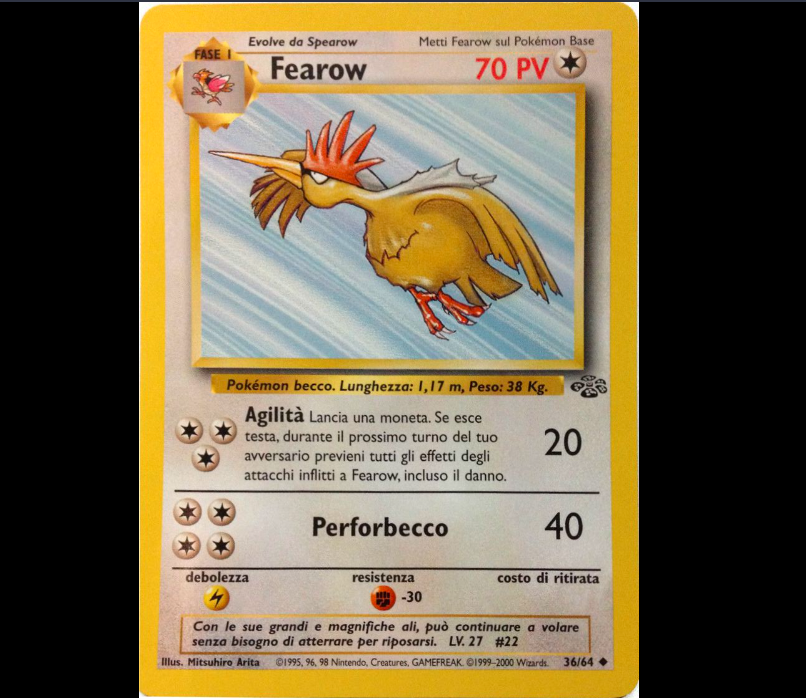 Evolve da Spearow
Metti Fearow sul Pokémon Base
FASE 1
Fearow
70 PV
Pokémon becco. Lunghezza: 1,17 m, Peso: 38 Kg.
Agilità Lancia una moneta. Se esce
testa, durante il prossimo turno del tuo
avversario previeni tutti gli effetti degli
attacchi inflitti a Fearow, incluso il danno.
20
Perforbecco
40
debolezza
resistenza
costo di ritirata
-30
Con le sue grandi e magnifiche ali, può continuare a volare
senza bisogno di atterrare per riposarsi. LV. 27 #22
Illus. Mitsuhiro Arita ©1995, 96, 98 Nintendo, Creatures, GAMEFREAK. ©1999-2000 Wizards. 36/64